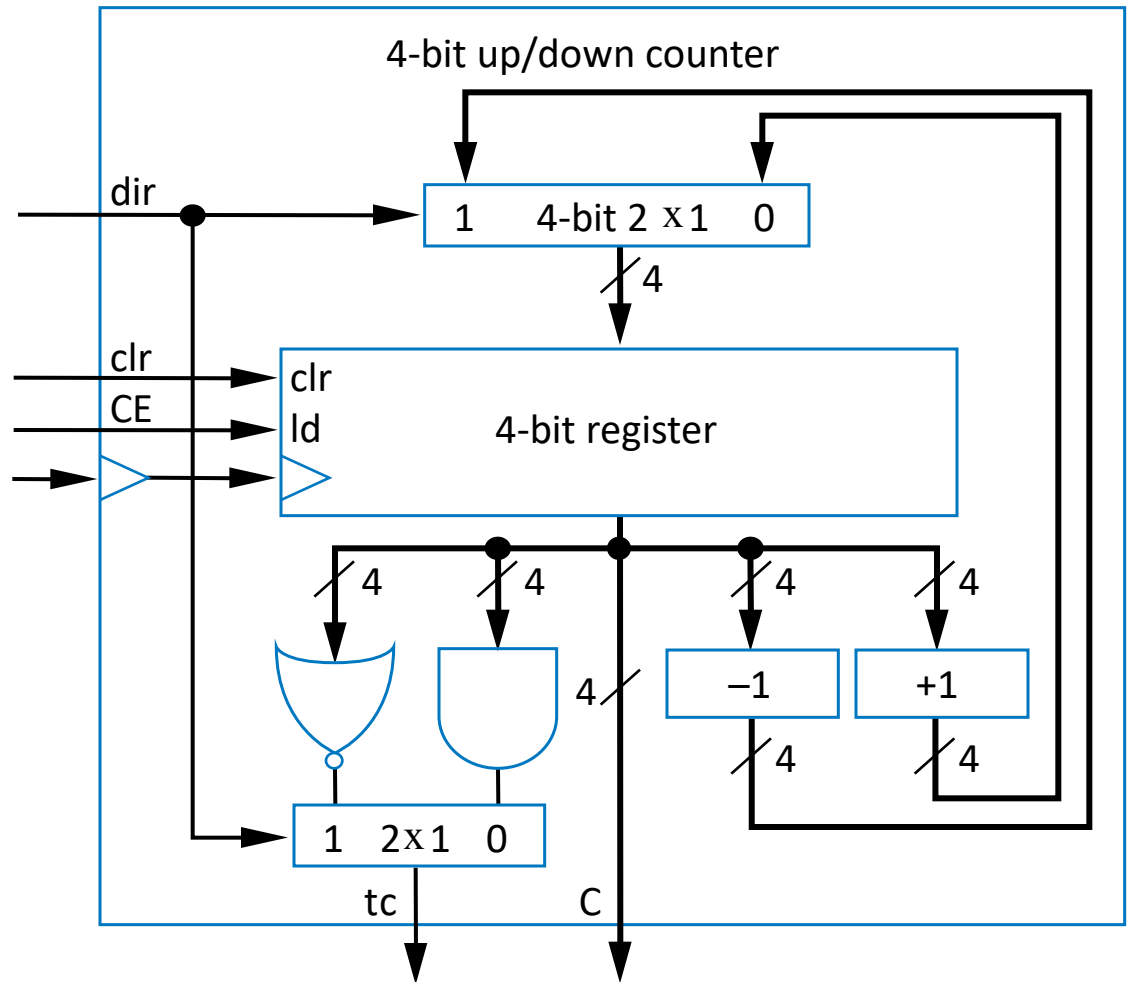 4-bit up/down counter
dir
1 4-bit 2 x 1 0
4
clr
clr
CE
ld
4-bit register
4 4 4 4
4
–1 +1
4 4
1 2x1 0
tc C